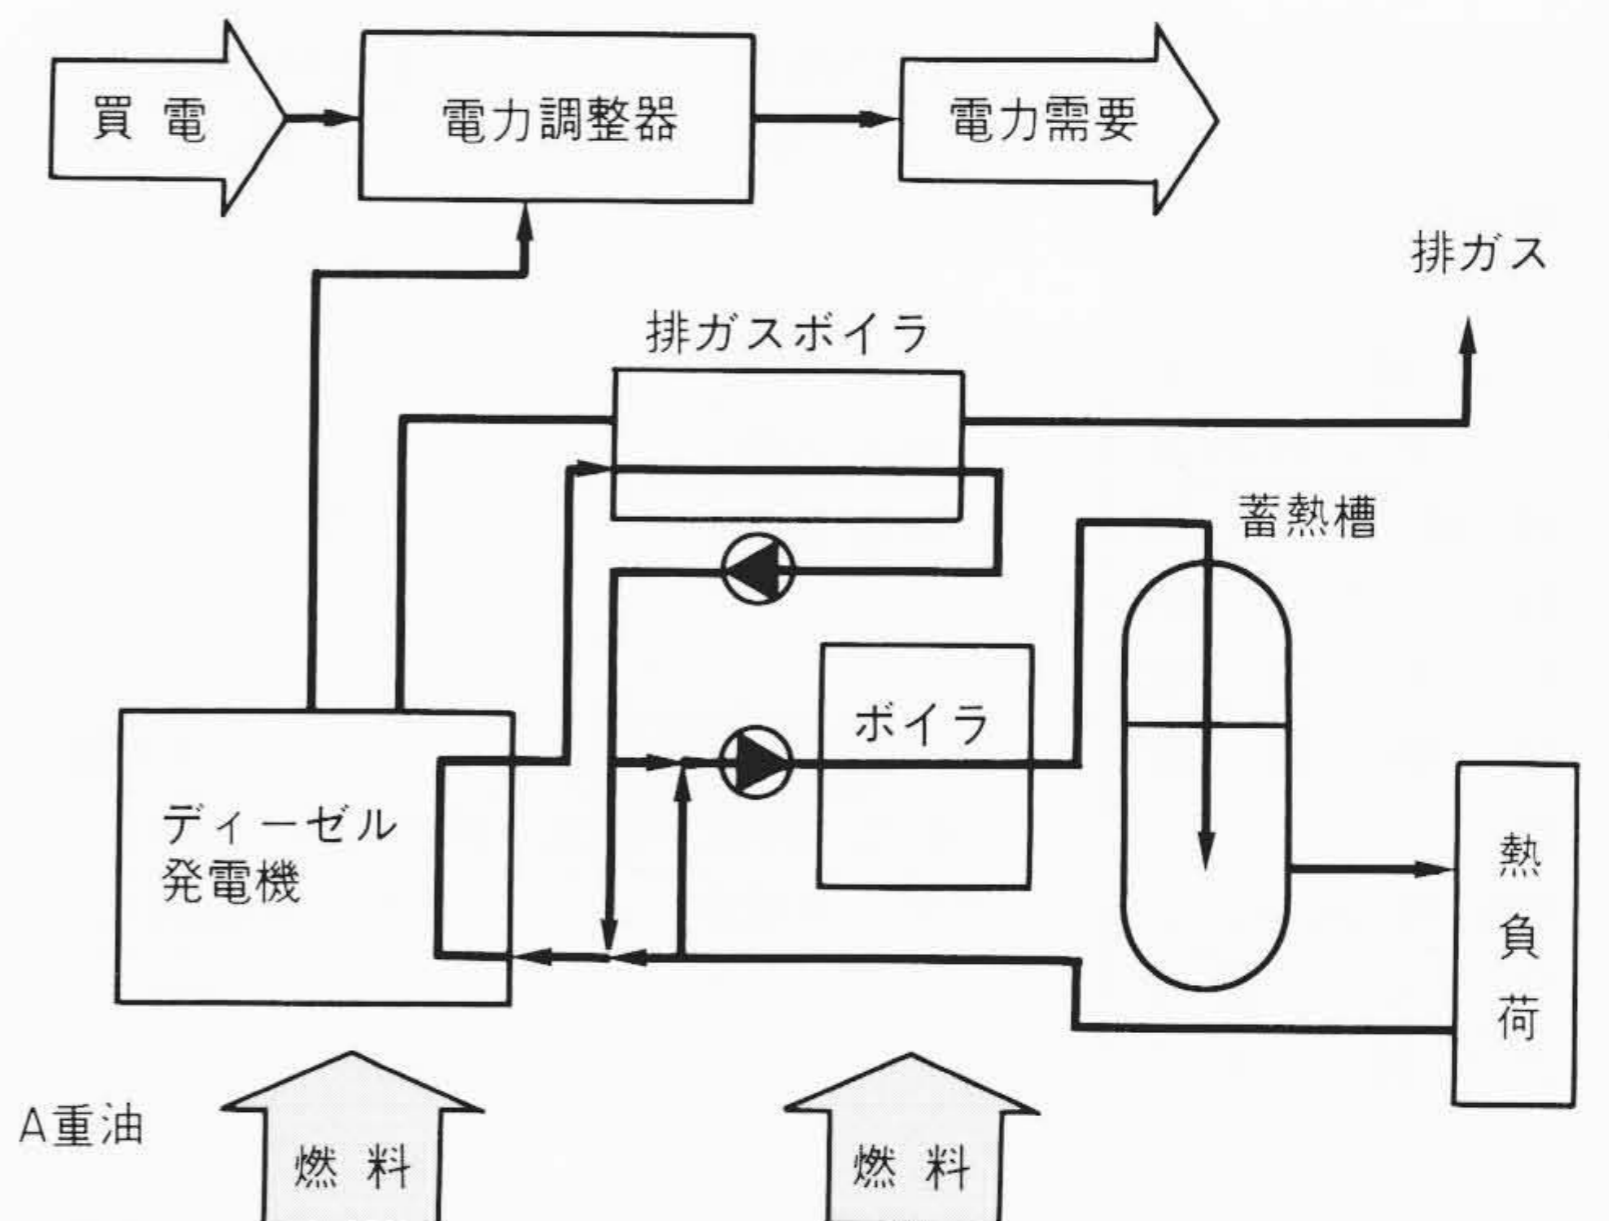 買電
電力調整器
電力需要
排ガス
排ガスボイラ
蓄熱槽
ボイラ
ディーゼル
発電機
熱負荷
A重油
燃料
燃料